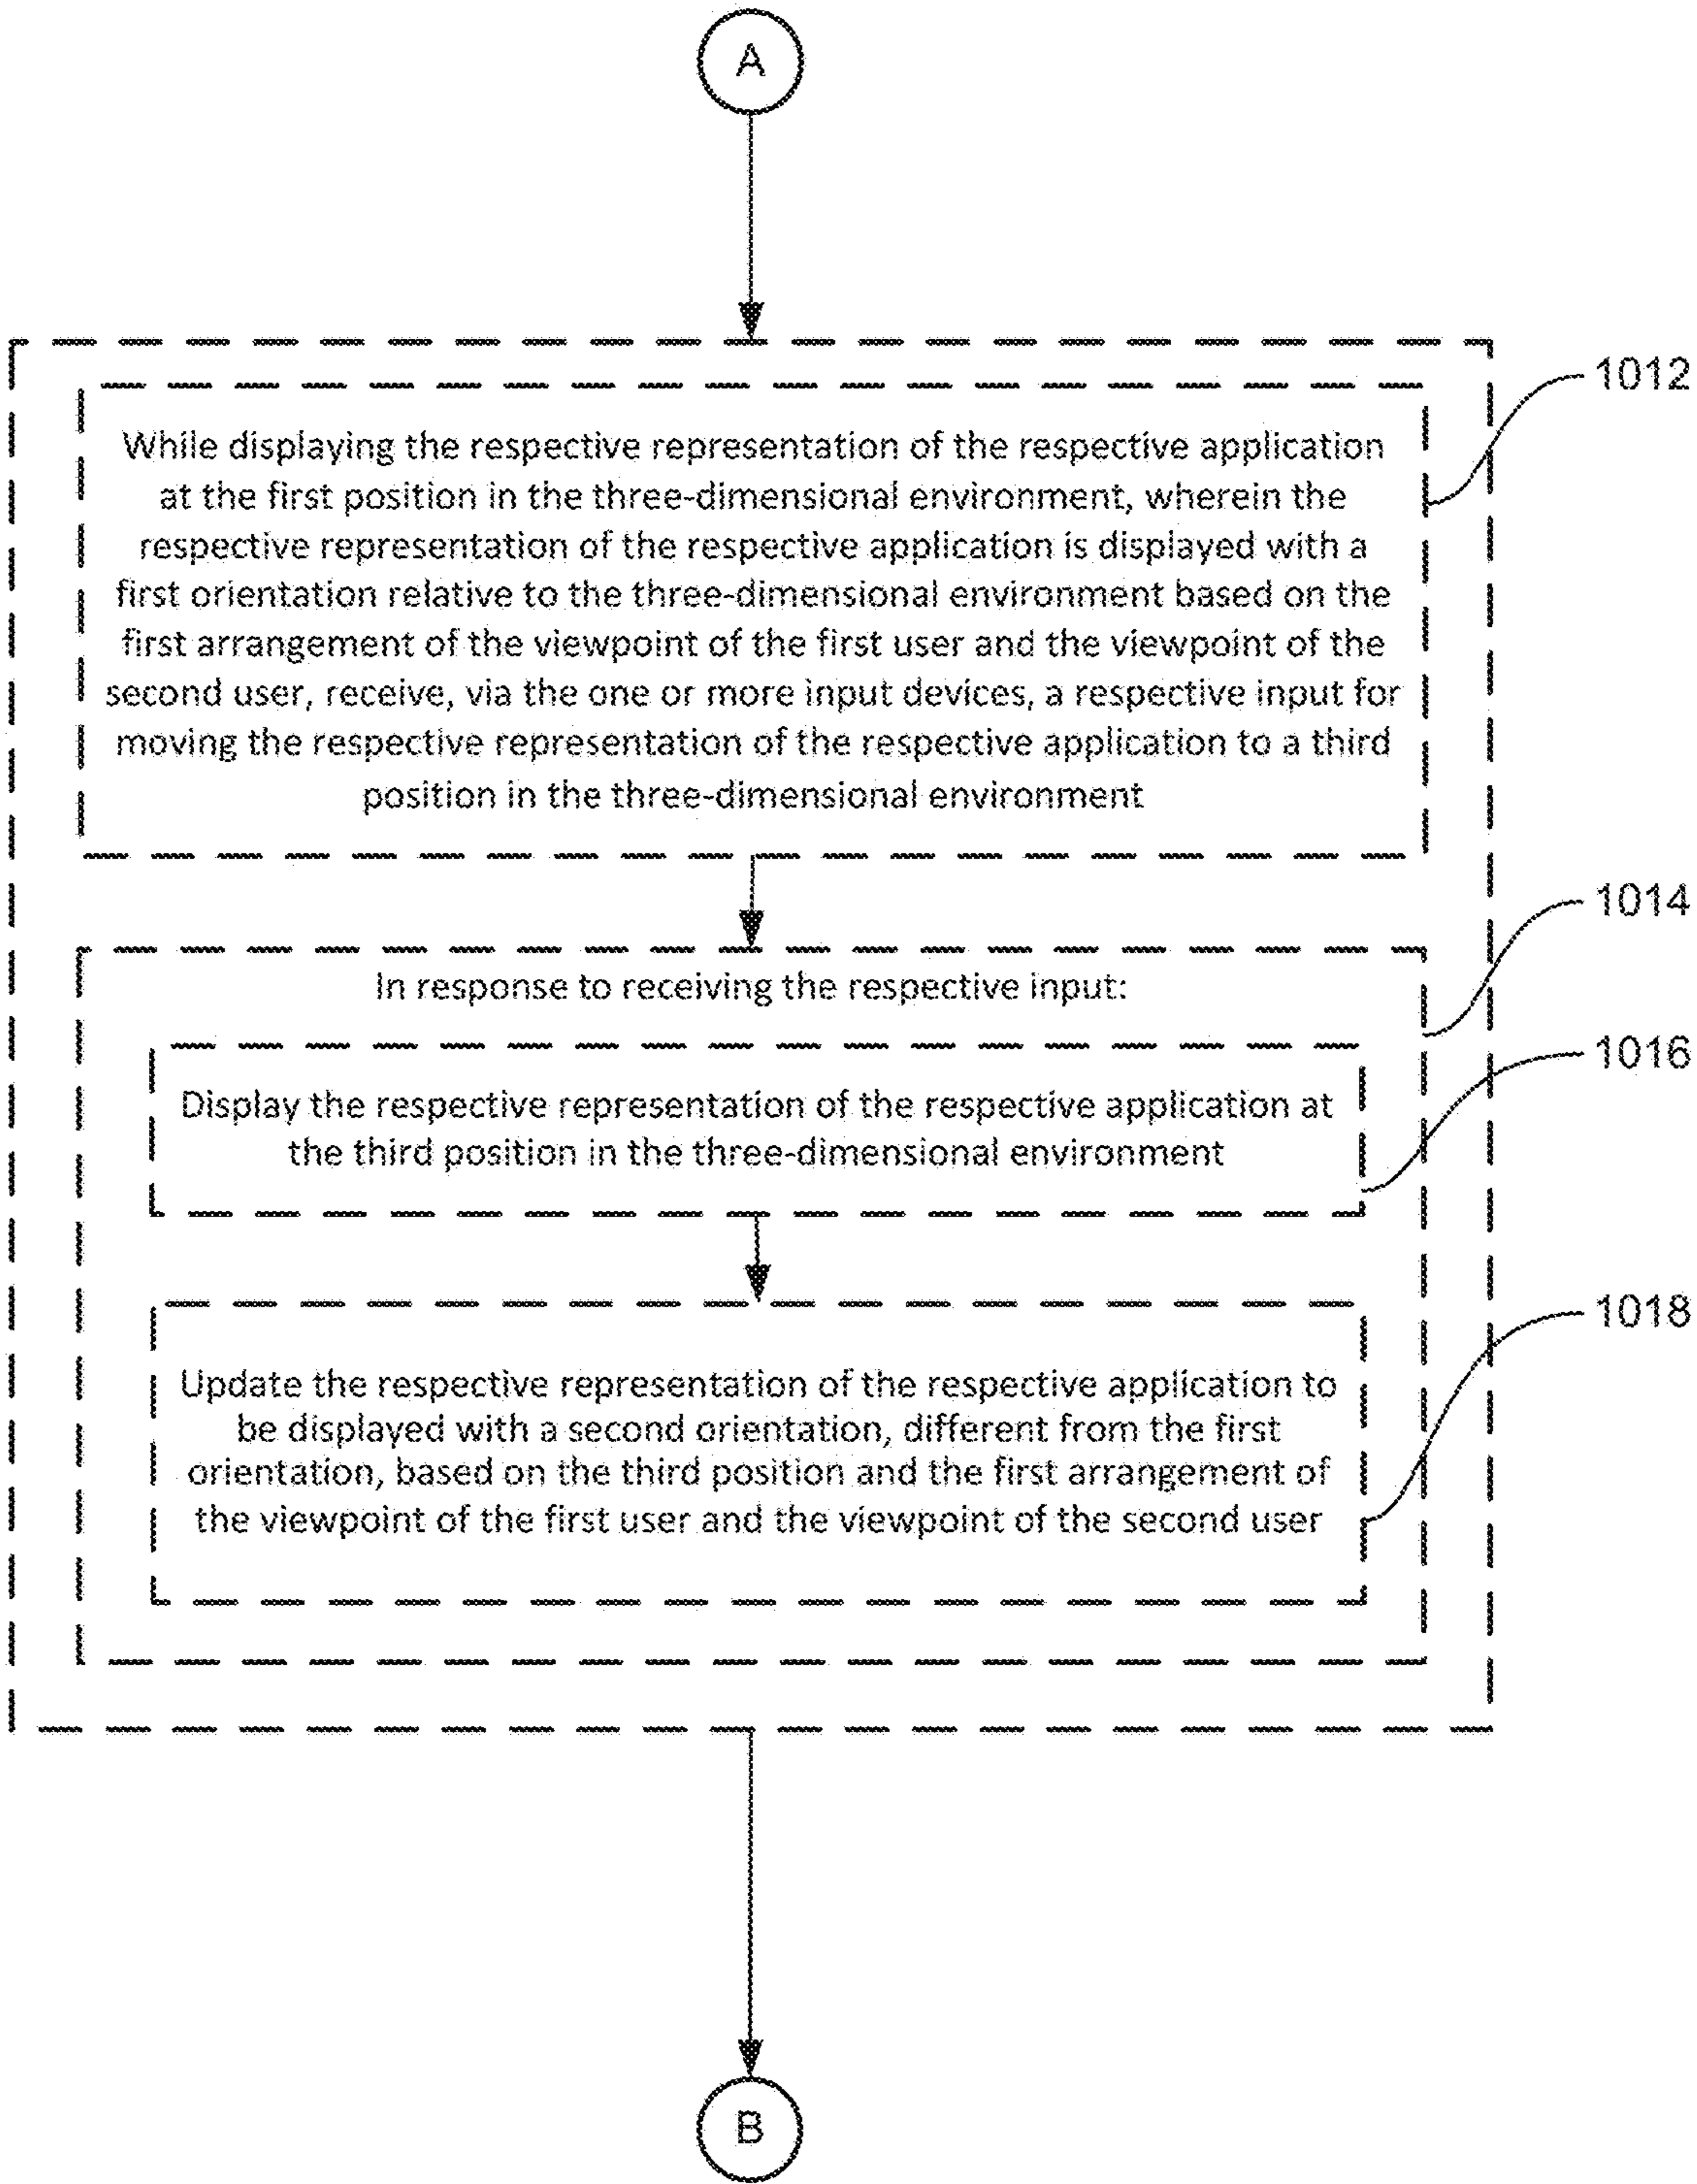 A
1012
While displaying the respective representation of the respective application
at the first position in the three-dimensional environment, wherein the
respective representation of the respective application is displayed with a
first orientation relative to the three-dimensional environment based on the
first arrangement of the viewpoint of the first user and the viewpoint of the
second user, receive, via the one or more input devices, a respective input for
moving the respective representation of the respective application to a third
position in the three-dimensional environment
1014
In response to receiving the respective input:
1016
Display the respective representation of the respective application at
the third position in the three-dimensional environment
1018
Update the respective representation of the respective application to
be displayed with a second orientation, different from the first
orientation, based on the third position and the first arrangement of
the viewpoint of the first user and the viewpoint of the second user
B